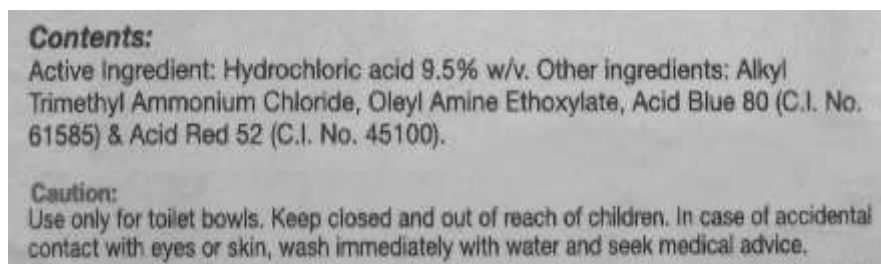 Contents:
Active Ingredient: Hydrochloric acid 9.5% w/v. Other ingredients: Alkyl
Trimethyl Ammonium Chloride, Oleyl Amine Ethoxylate, Acid Blue 80 (C.I. No.
61585) & Acid Red 52 (C.I. No. 45100).
Caution:
Use only for toilet bowls. Keep closed and out of reach of children. In case of accidental
contact with eyes or skin, wash immediately with water and seek medical advice.